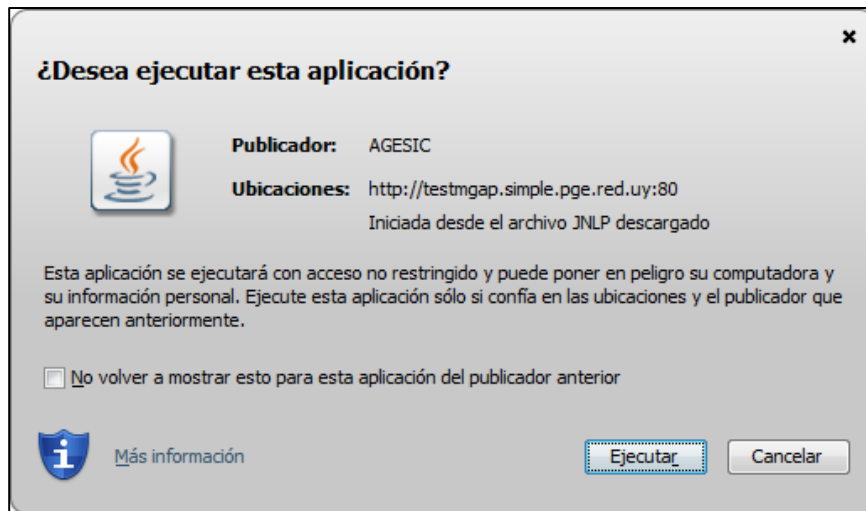 ¿Desea ejecutar esta aplicación?
Publicador: AGESIC
Ubicaciones: http://testmgap.simple.pge.red.uy:80
Iniciada desde el archivo JNLP descargado
Esta aplicación se ejecutará con acceso no restringido y puede poner en peligro su computadora y
su información personal. Ejecute esta aplicación sólo si confía en las ubicaciones y el publicador que
aparecen anteriormente.
No volver a mostrar esto para esta aplicación del publicador anterior
Más información
Ejecutar
Cancelar